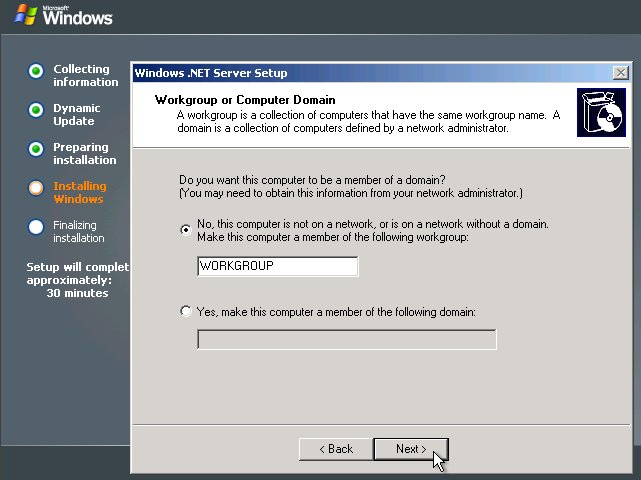 Microsoft
Windows
Collecting
information
Dynamic
Update
Preparing
installation
Installing
Windows
Finalizing
installation
Setup will complet
approximately:
30 minutes
Windows .NET Server Setup
Workgroup or Computer Domain
A workgroup is a collection of computers that have the same workgroup name. A
domain is a collection of computers defined by a network administrator.
Do you want this computer to be a member of a domain?
(You may need to obtain this information from your network administrator.)
No, this computer is not on a network, or is on a network without a domain.
Make this computer a member of the following workgroup:
WORKGROUP
Yes, make this computer a member of the following domain:
< Back
Next >